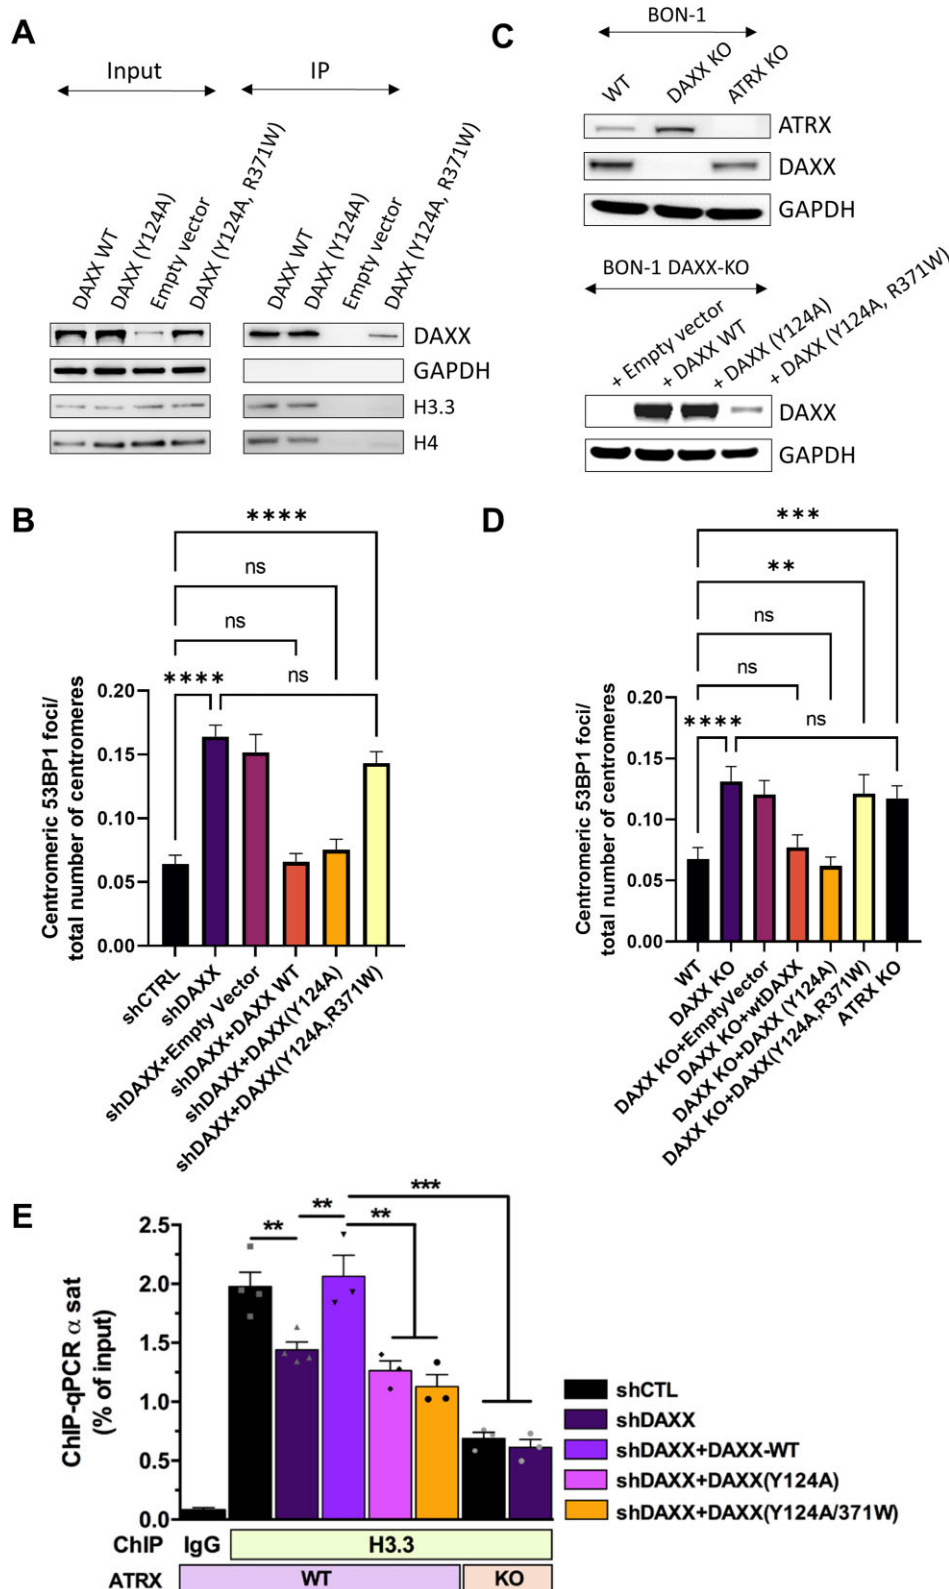 A
Input
IP
DAXX WT
DAXX (Y124A)
Empty vector
DAXX (Y124A, R371W)
DAXX WT
DAXX (Y124A)
Empty vector
DAXX (Y124A, R371W)
DAXX
GAPDH
H3.3
H4
C
BON-1
WT
DAXX KO
ATRX KO
ATRX
DAXX
GAPDH
BON-1 DAXX-KO
+ Empty vector
+ DAXX WT
+ DAXX (Y124A)
+ DAXX (Y124A, R371W)
DAXX
GAPDH
B
****
ns
ns
****
ns
Centromeric 53BP1 foci/
total number of centromeres
0.20
0.15
0.10
0.05
0.00
shCTRL
shDAXX
shDAXX+Empty Vector
shDAXX+DAXX WT
shDAXX+DAXX(Y124A)
shDAXX+DAXX(Y124A,R371W)
D
***
**
ns
ns
****
ns
Centromeric 53BP1 foci/
total number of centromeres
0.20
0.15
0.10
0.05
0.00
WT
DAXX KO
DAXX KO+EmptyVector
DAXX KO+wtDAXX
DAXX KO+DAXX (Y124A)
DAXX KO+DAXX(Y124A,R371W)
ATRX KO
E
**
**
***
**
ChIP-qPCR α sat
(% of input)
2.5
2.0
1.5
1.0
0.5
0.0
shCTL
shDAXX
shDAXX+DAXX-WT
shDAXX+DAXX(Y124A)
shDAXX+DAXX(Y124A/371W)
ChIP IgG H3.3
ATRX WT KO